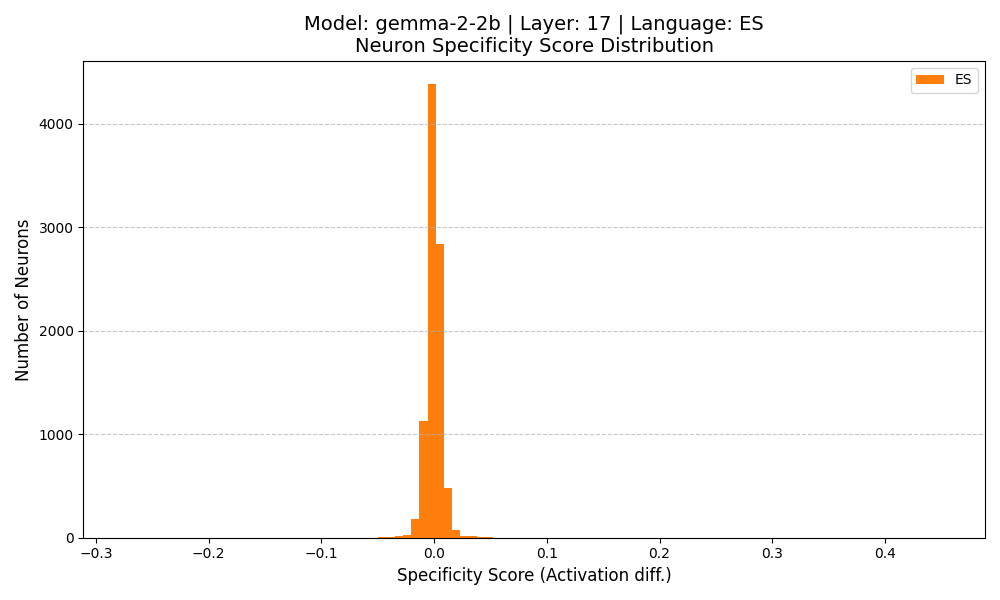 Model: gemma-2-2b | Layer: 17 | Language: ES
Neuron Specificity Score Distribution
ES
4000
3000
2000
1000
0
Number of Neurons
−0.3 −0.2 −0.1 0.0 0.1 0.2 0.3 0.4
Specificity Score (Activation diff.)